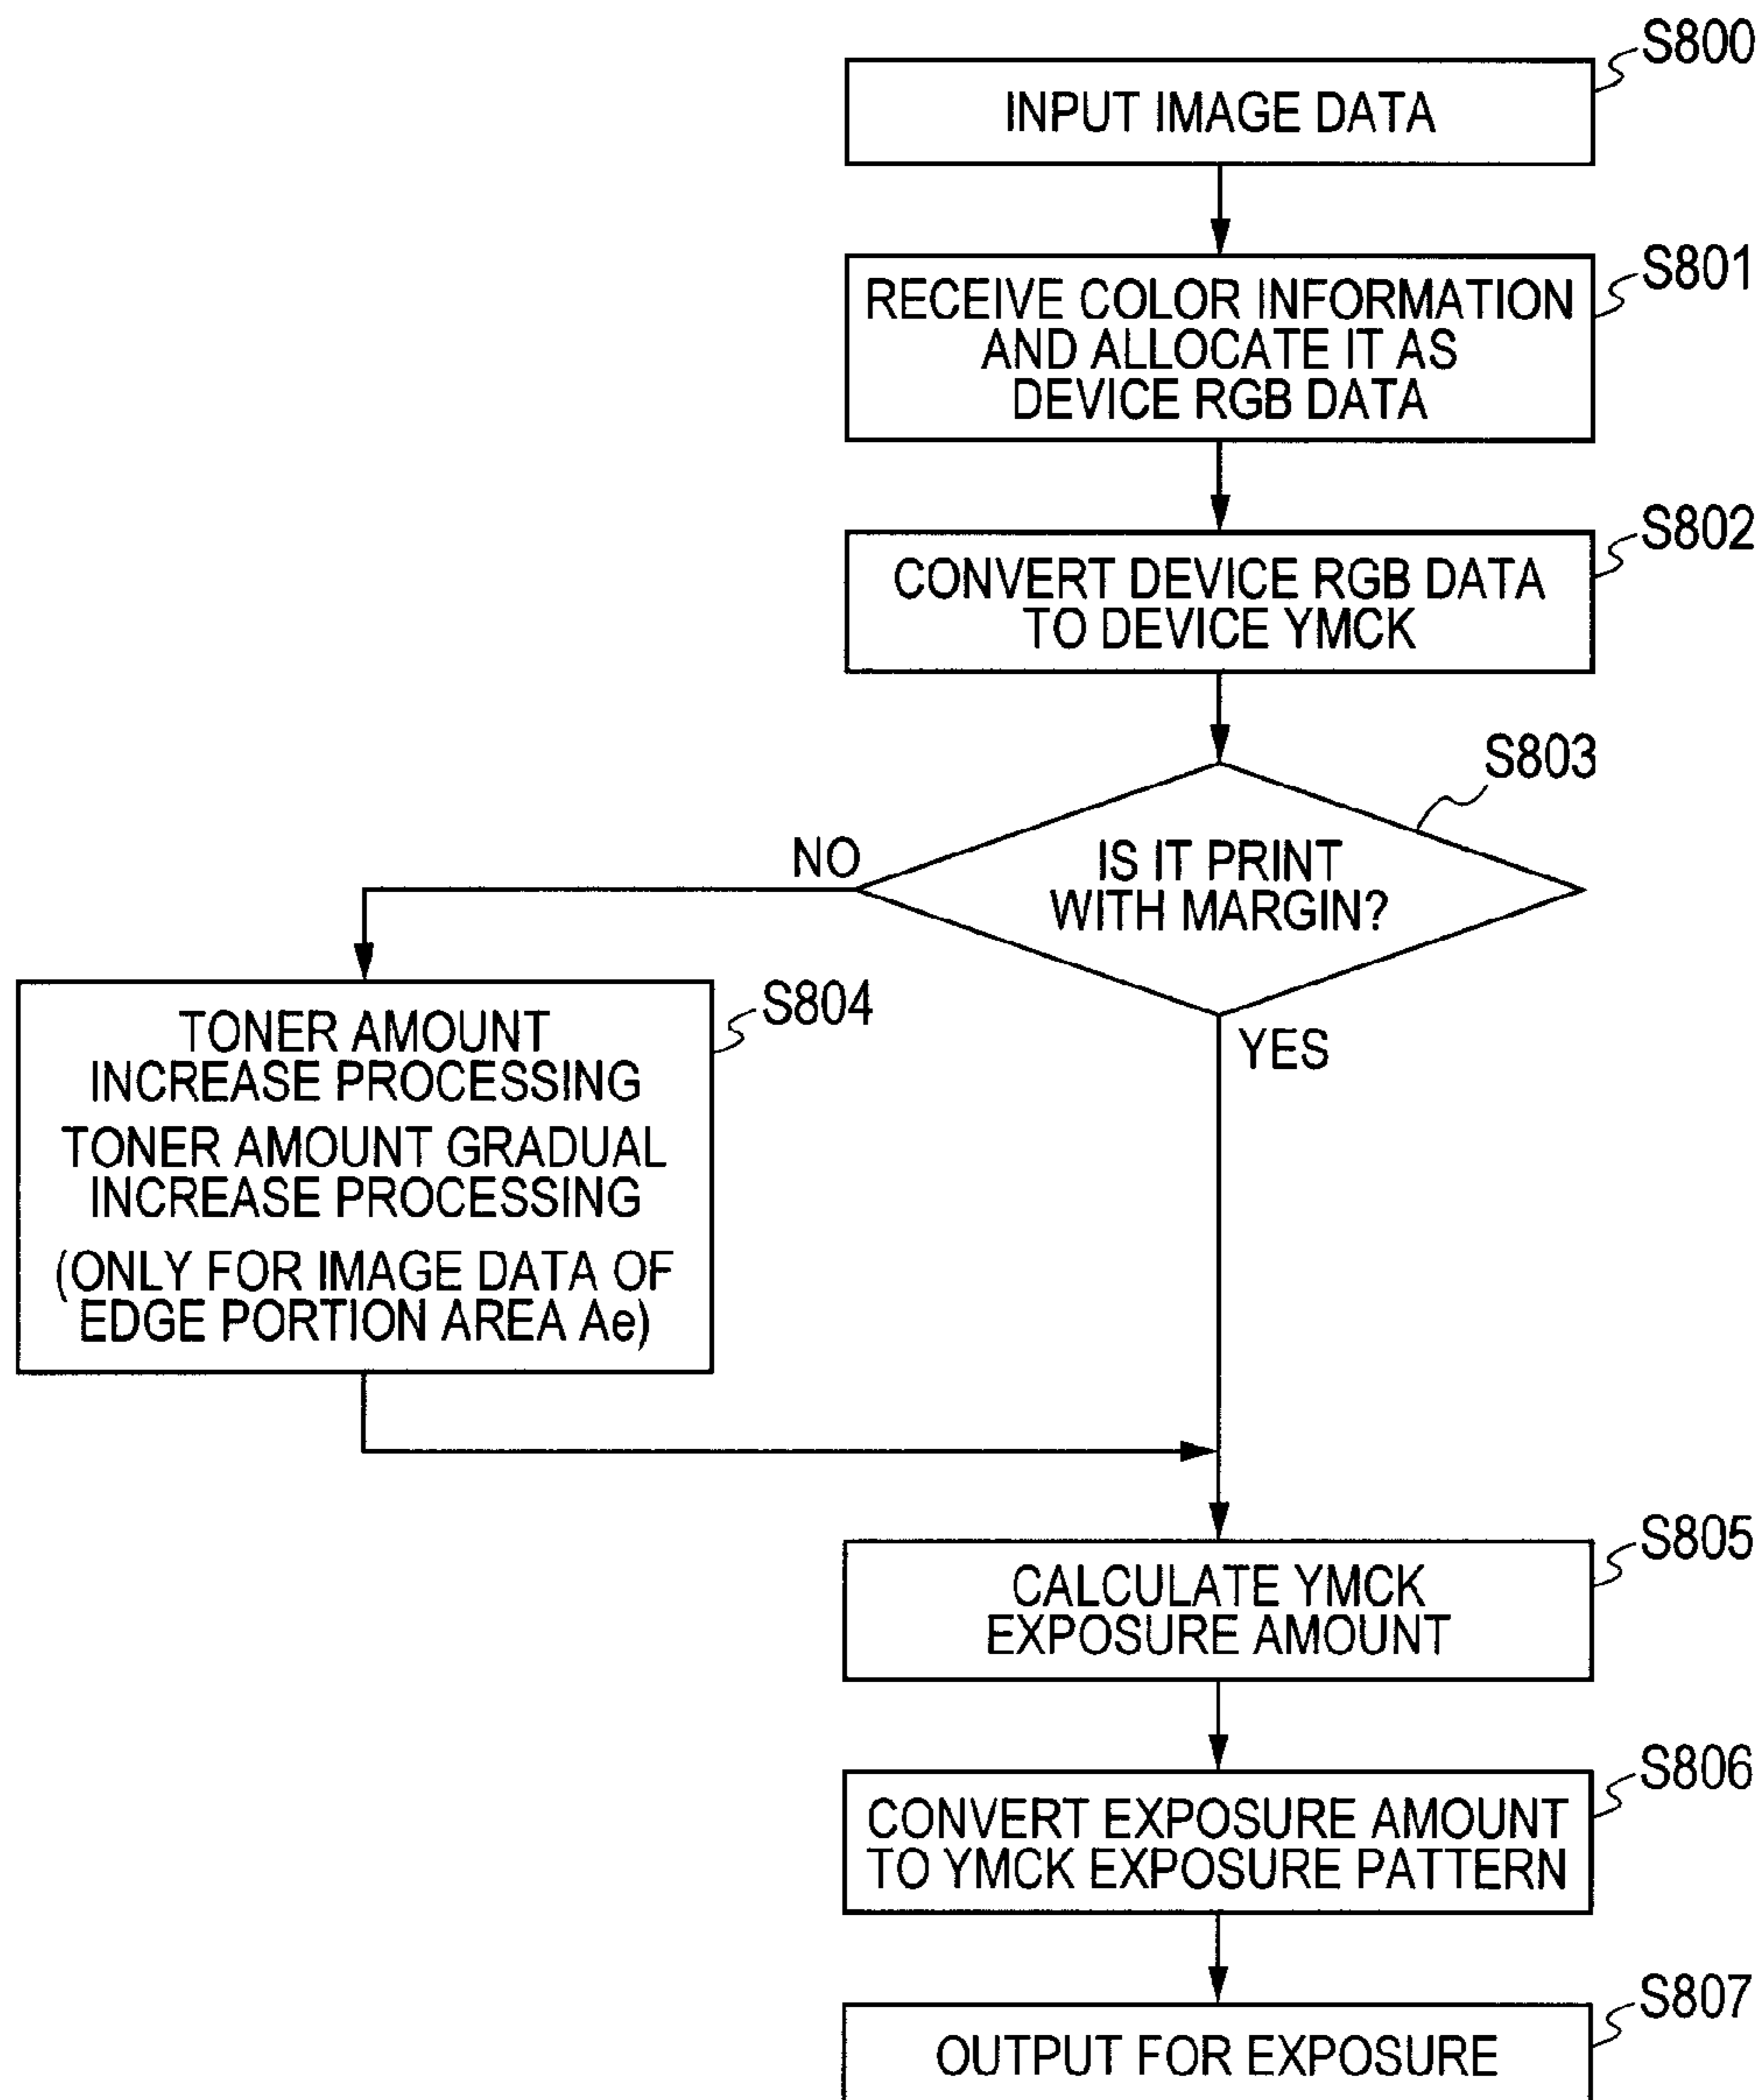 S800
INPUT IMAGE DATA
S801
RECEIVE COLOR INFORMATION
AND ALLOCATE IT AS
DEVICE RGB DATA
S802
CONVERT DEVICE RGB DATA
TO DEVICE YMCK
S803
IS IT PRINT
WITH MARGIN?
NO
YES
S804
TONER AMOUNT
INCREASE PROCESSING
TONER AMOUNT GRADUAL
INCREASE PROCESSING
(ONLY FOR IMAGE DATA OF
EDGE PORTION AREA Ae)
S805
CALCULATE YMCK
EXPOSURE AMOUNT
S806
CONVERT EXPOSURE AMOUNT
TO YMCK EXPOSURE PATTERN
S807
OUTPUT FOR EXPOSURE